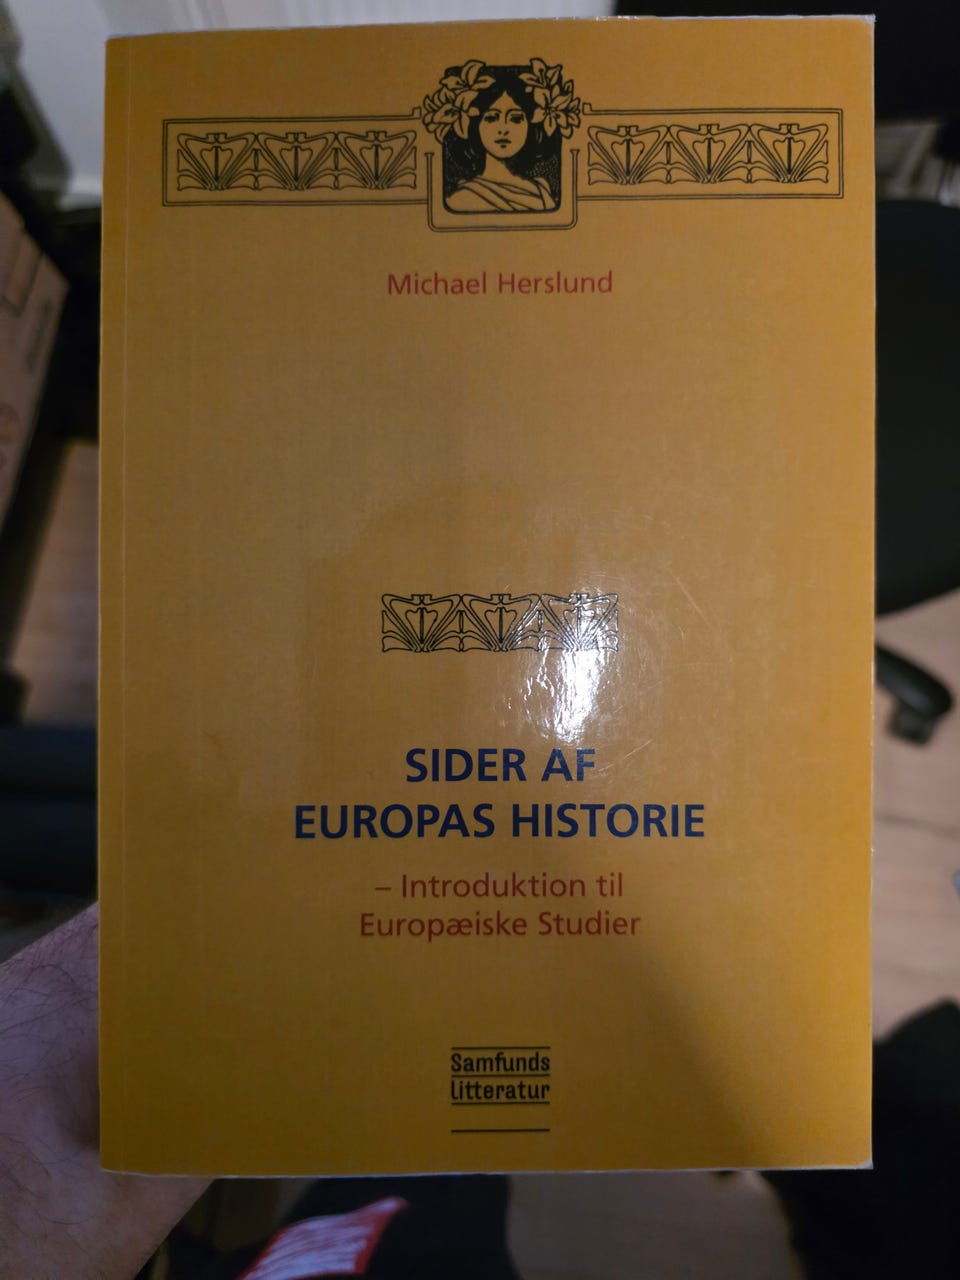 Michael Herslund
SIDER AF
EUROPAS HISTORIE
– Introduktion til
Europæiske Studier
Samfunds
litteratur